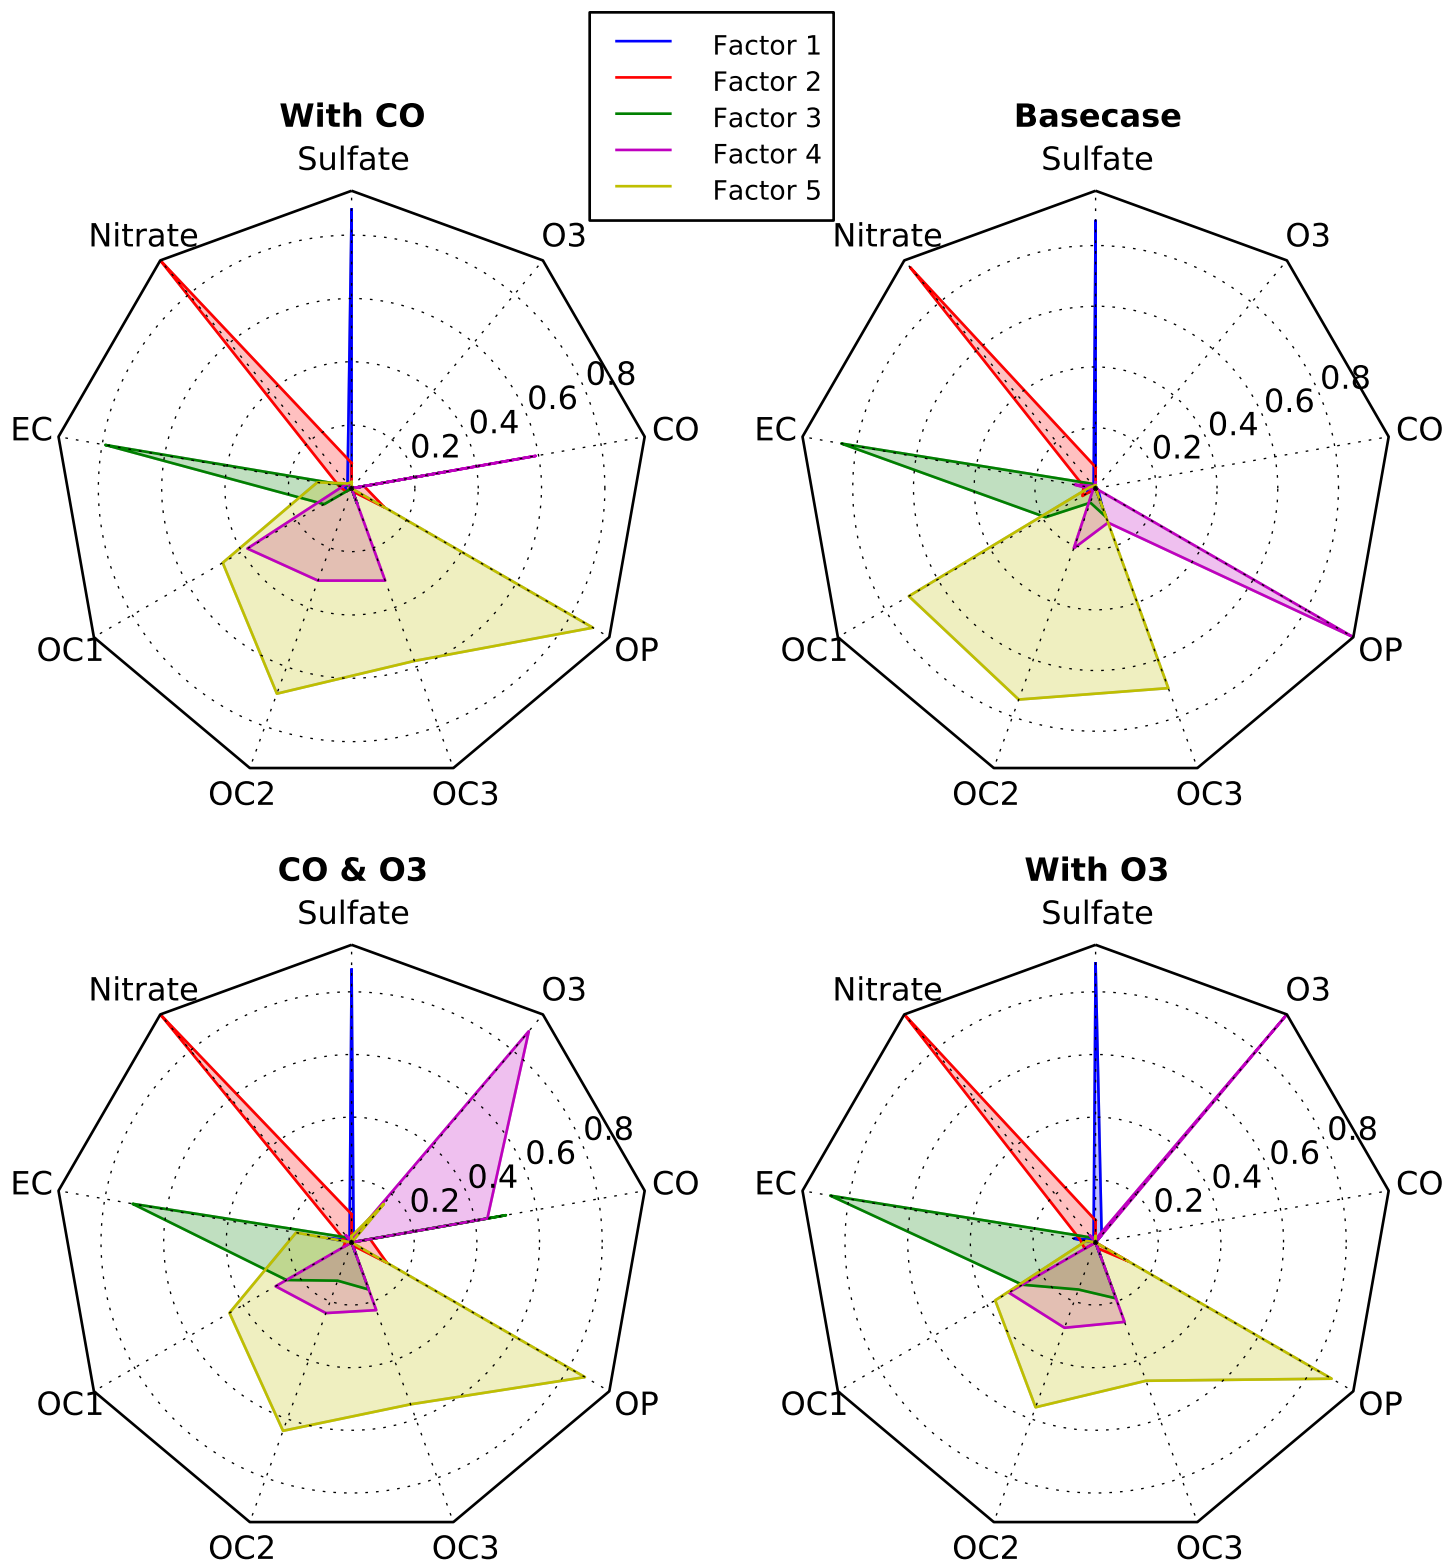 Factor 1
Factor 2
Factor 3
Factor 4
Factor 5
With CO
Sulfate
Nitrate
O3
EC
CO
0.2
0.4
0.6
0.8
OC1
OP
OC2
OC3
Basecase
Sulfate
Nitrate
O3
EC
CO
0.2
0.4
0.6
0.8
OC1
OP
OC2
OC3
CO & O3
Sulfate
Nitrate
O3
EC
CO
0.2
0.4
0.6
0.8
OC1
OP
OC2
OC3
With O3
Sulfate
Nitrate
O3
EC
CO
0.2
0.4
0.6
0.8
OC1
OP
OC2
OC3